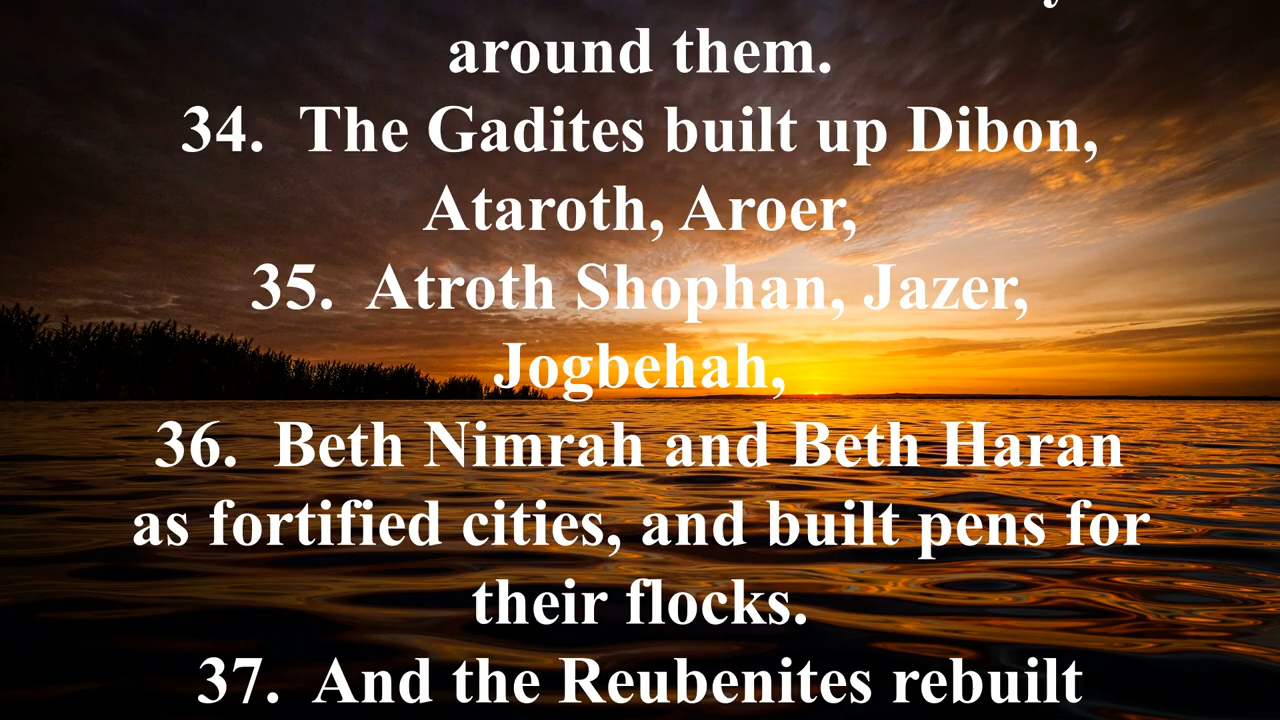 around them.
34. The Gadites built up Dibon,
Ataroth, Aroer,
35. Atroth Shophan, Jazer,
Jogbehah,
36. Beth Nimrah and Beth Haran
as fortified cities, and built pens for
their flocks.
37. And the Reubenites rebuilt